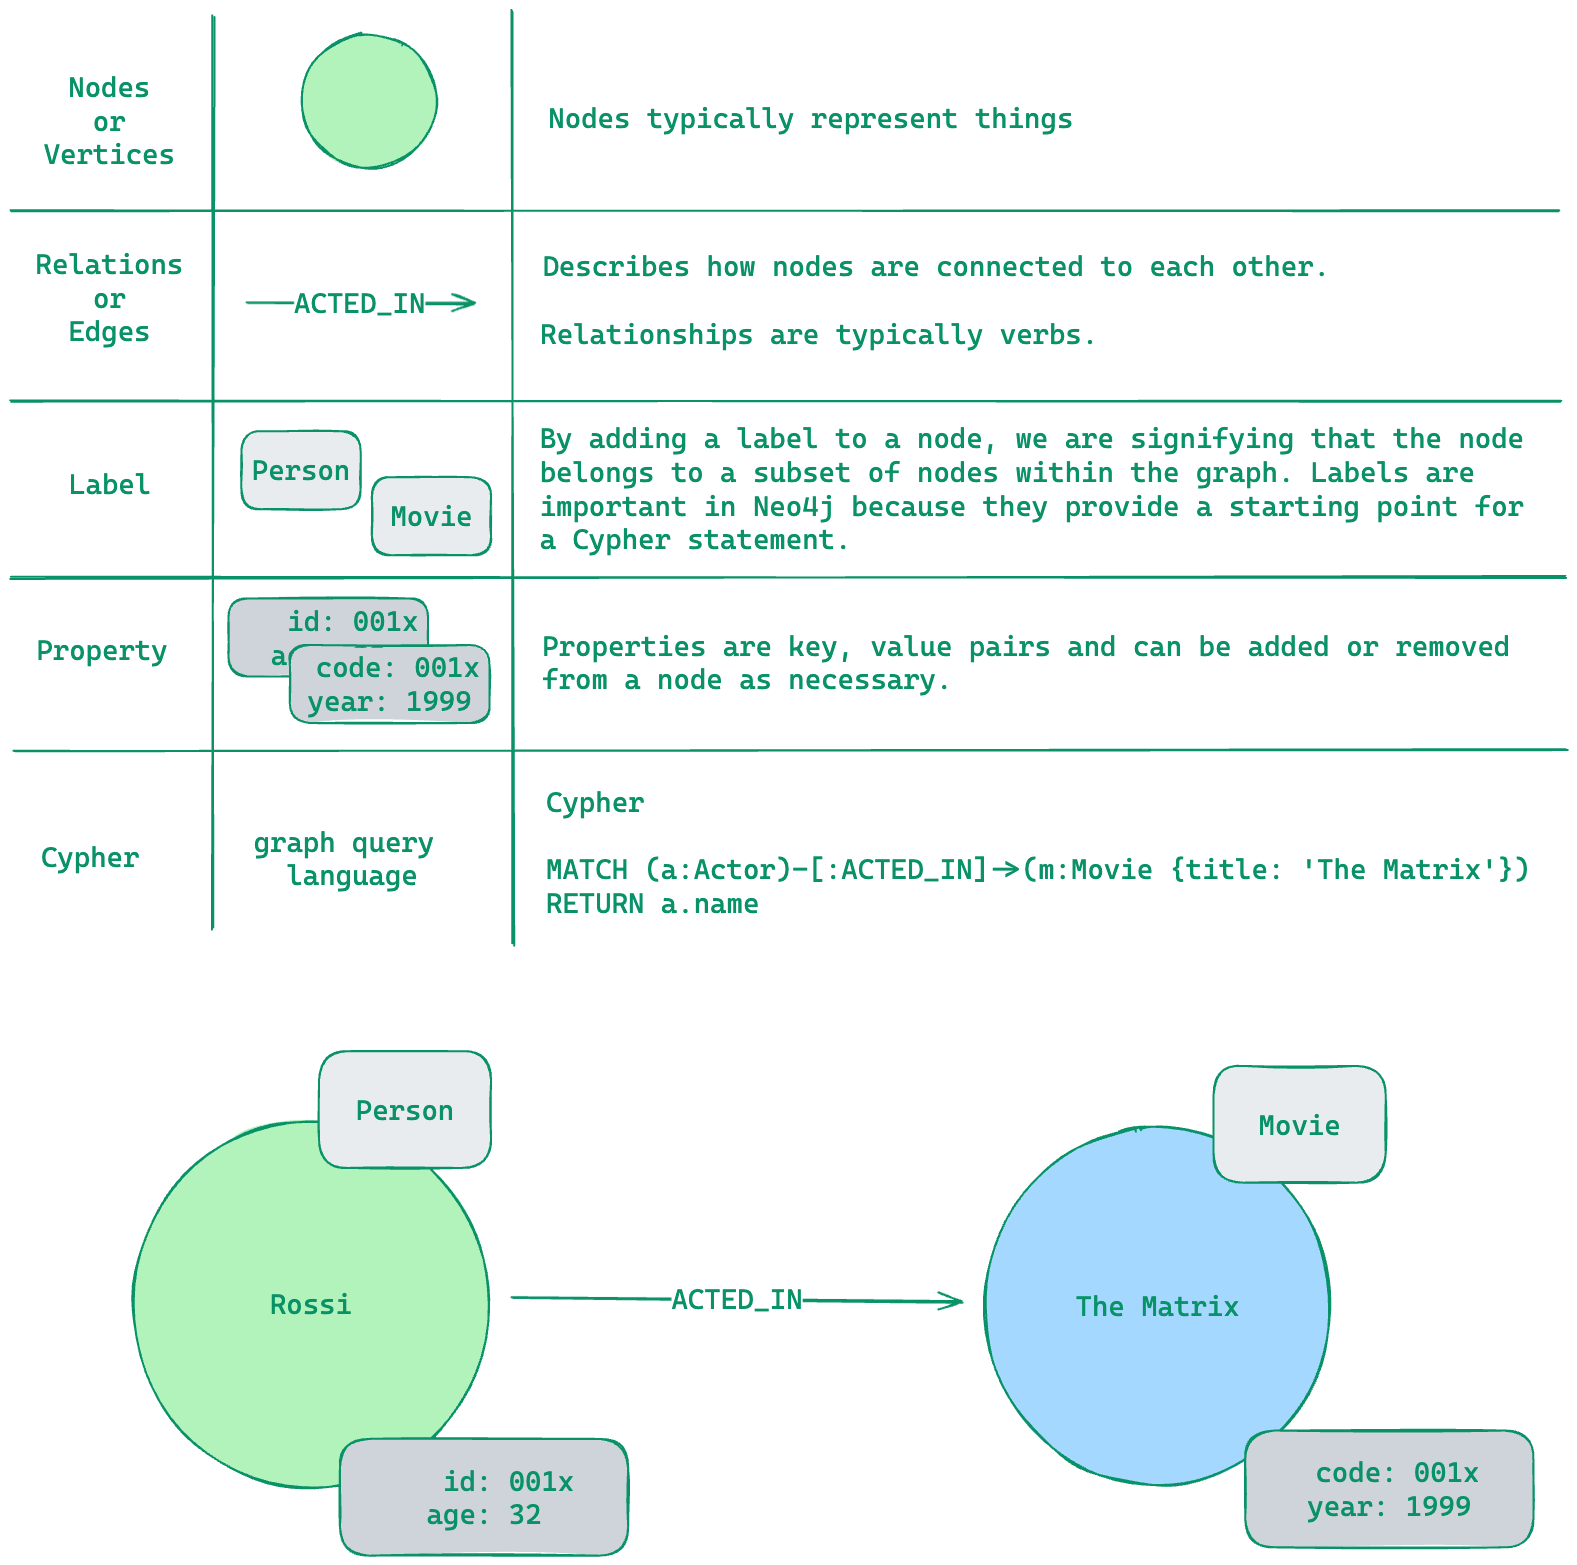 Nodes
or
Vertices
Nodes typically represent things
Relations
or
Edges
ACTED_IN
Describes how nodes are connected to each other.
Relationships are typically verbs.
Label
Person
Movie
By adding a label to a node, we are signifying that the node
belongs to a subset of nodes within the graph. Labels are
important in Neo4j because they provide a starting point for
a Cypher statement.
Property
id: 001x
code: 001x
year: 1999
Properties are key, value pairs and can be added or removed
from a node as necessary.
Cypher
graph query
language
Cypher
MATCH (a:Actor)-[:ACTED_IN]->(m:Movie {title: 'The Matrix'})
RETURN a.name
Person
Movie
Rossi
ACTED_IN
The Matrix
id: 001x
age: 32
code: 001x
year: 1999